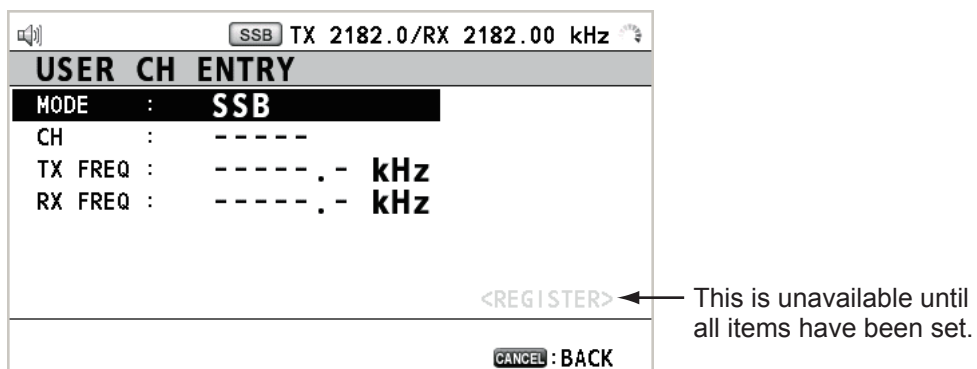 SSB TX 2182.0/RX 2182.00 kHz
USER CH ENTRY
MODE : SSB
CH : -----
TX FREQ : -----.- kHz
RX FREQ : -----.- kHz
<REGISTER>
This is unavailable until
all items have been set.
CANCEL : BACK